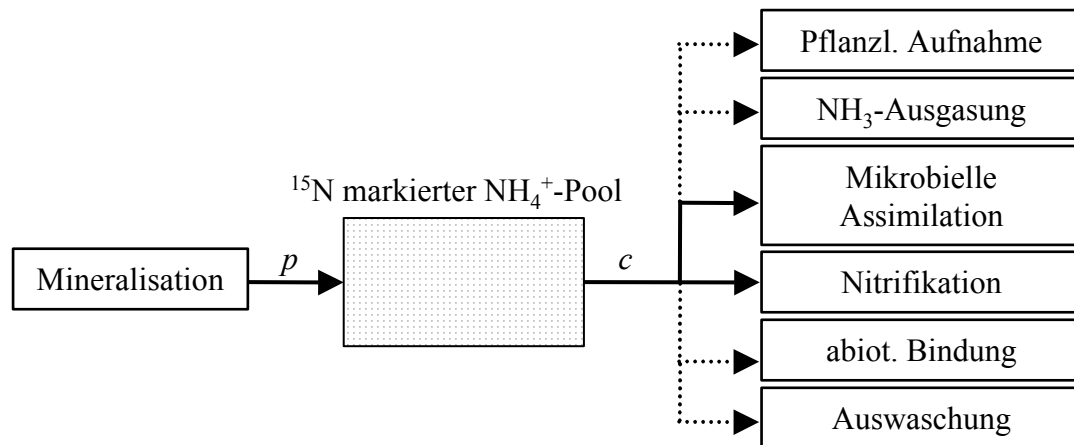 Pflanzl. Aufnahme
NH₃-Ausgasung
¹⁵N markierter NH₄⁺-Pool
Mikrobielle
Assimilation
Mineralisation
p
c
Nitrifikation
abiot. Bindung
Auswaschung